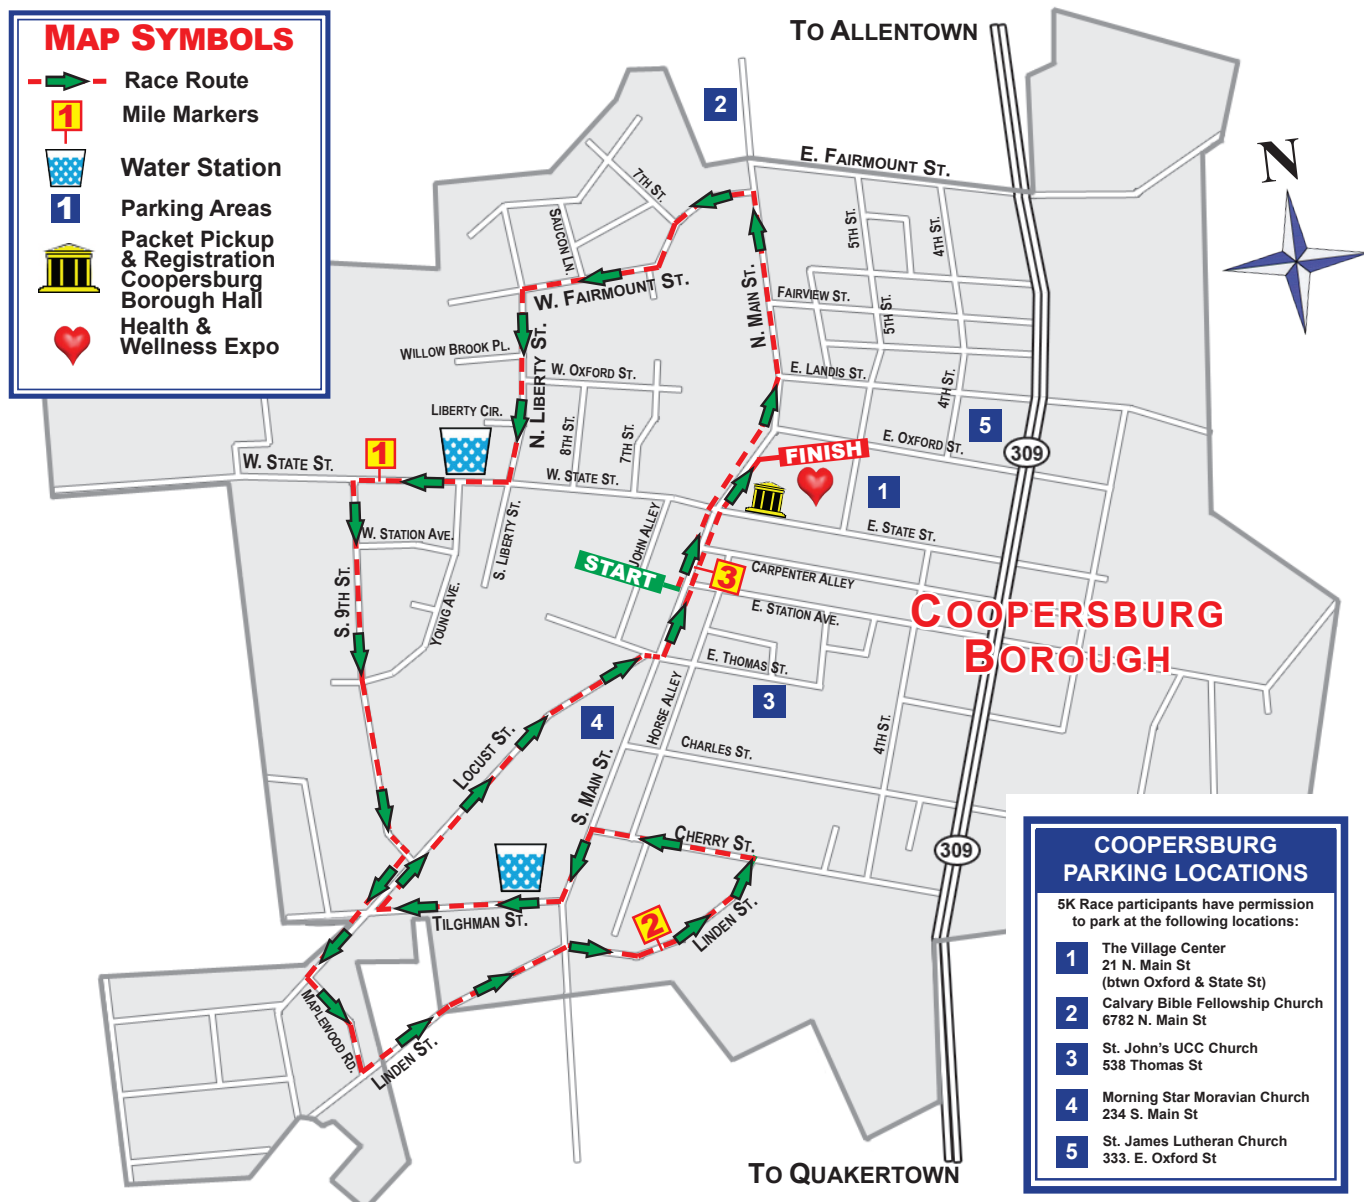 MAP SYMBOLS
Race Route
1
Mile Markers
Water Station
1
Parking Areas
Packet Pickup
& Registration
Coopersburg
Borough Hall
Health &
Wellness Expo
TO ALLENTOWN
N
2
E. FAIRMOUNT ST.
7TH ST.
SAUCON LN.
5TH ST.
4TH ST.
W. FAIRMOUNT ST.
N. MAIN ST.
FAIRVIEW ST.
5TH ST.
WILLOW BROOK PL.
N. LIBERTY ST.
W. OXFORD ST.
E. LANDIS ST.
4TH ST.
LIBERTY CIR.
8TH ST.
7TH ST.
5
E. OXFORD ST.
309
FINISH
1
W. STATE ST.
W. STATE ST.
1
E. STATE ST.
W. STATION AVE.
S. LIBERTY ST.
JOHN ALLEY
START
3
CARPENTER ALLEY
S. 9TH ST.
YOUNG AVE.
E. STATION AVE.
COOPERSBURG
BOROUGH
E. THOMAS ST.
3
4
HORSE ALLEY
LOCUST ST.
S. MAIN ST.
CHARLES ST.
4TH ST.
CHERRY ST.
309
TILGHMAN ST.
2
LINDEN ST.
MAPLEWOOD RD.
LINDEN ST.
TO QUAKERTOWN
COOPERSBURG
PARKING LOCATIONS
5K Race participants have permission
to park at the following locations:
1
The Village Center
21 N. Main St
(btwn Oxford & State St)
2
Calvary Bible Fellowship Church
6782 N. Main St
3
St. John's UCC Church
538 Thomas St
4
Morning Star Moravian Church
234 S. Main St
5
St. James Lutheran Church
333. E. Oxford St